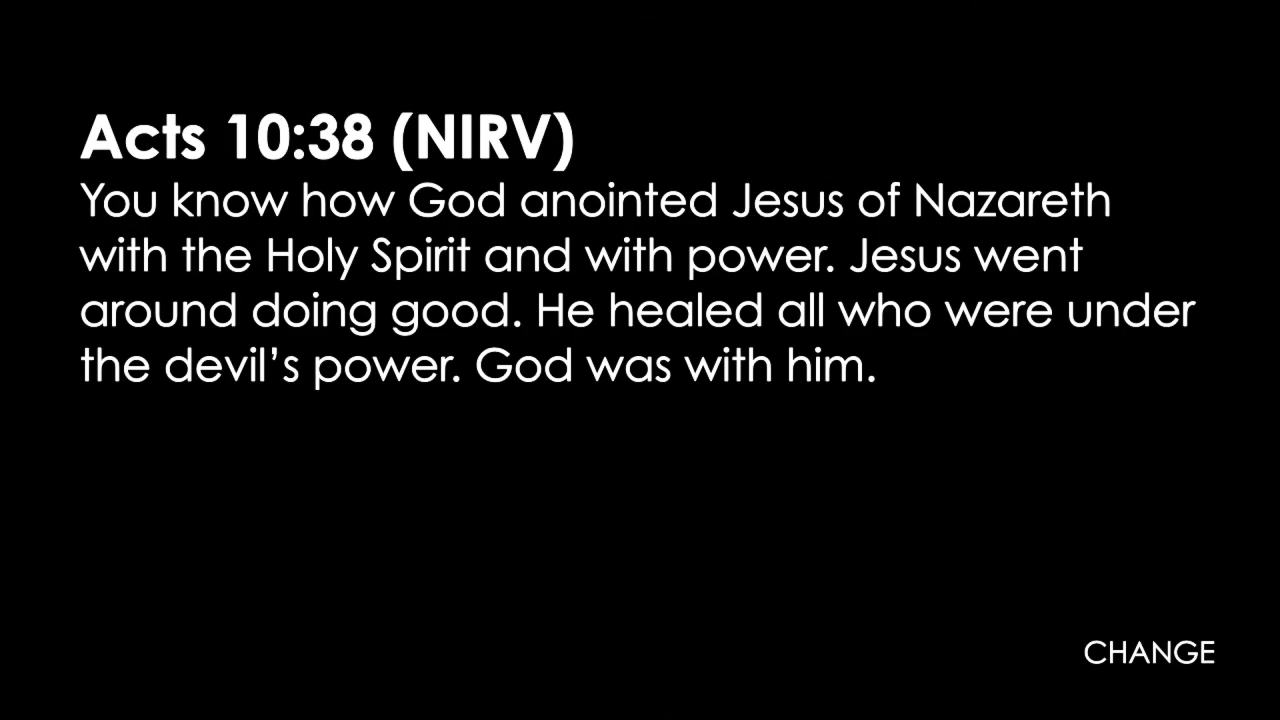 Acts 10:38 (NIRV)
You know how God anointed Jesus of Nazareth
with the Holy Spirit and with power. Jesus went
around doing good. He healed all who were under
the devil’s power. God was with him.
CHANGE